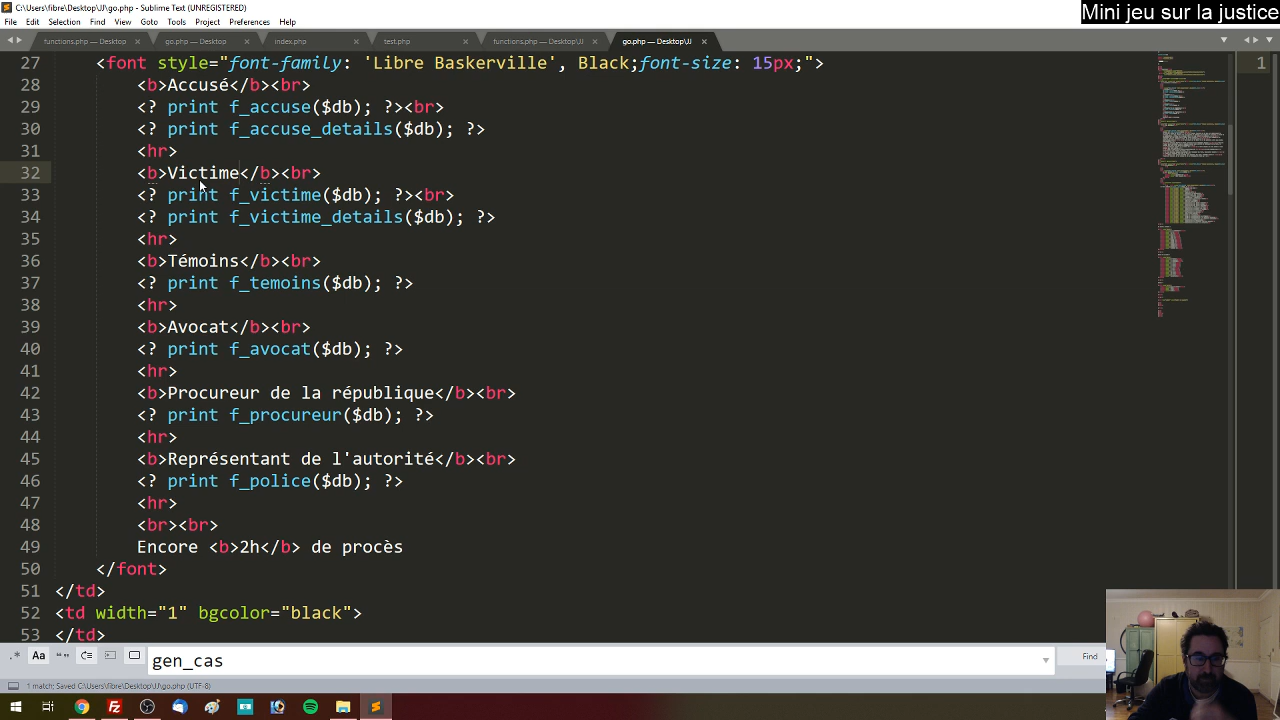 C:\Users\fibre\Desktop\JJ\go.php - Sublime Text (UNREGISTERED)
Mini jeu sur la justice
File Edit Selection Find View Goto Tools Project Preferences Help
functions.php — Desktop go.php — Desktop index.php test.php functions.php — Desktop\JJ go.php — Desktop\JJ
27 <font style="font-family: 'Libre Baskerville', Black;font-size: 15px;"> 1
28 <b>Accusé</b><br>
29 <? print f_accuse($db); ?><br>
30 <? print f_accuse_details($db); ?>
31 <hr>
32 <b>Victime</b><br>
33 <? print f_victime($db); ?><br>
34 <? print f_victime_details($db); ?>
35 <hr>
36 <b>Témoins</b><br>
37 <? print f_temoins($db); ?>
38 <hr>
39 <b>Avocat</b><br>
40 <? print f_avocat($db); ?>
41 <hr>
42 <b>Procureur de la république</b><br>
43 <? print f_procureur($db); ?>
44 <hr>
45 <b>Représentant de l'autorité</b><br>
46 <? print f_police($db); ?>
47 <hr>
48 <br><br>
49 Encore <b>2h</b> de procès
50 </font>
51 </td>
52 <td width="1" bgcolor="black">
53 </td>
.* Aa “” gen_cas Find
1 match; Saved C:\Users\fibre\Desktop\JJ\go.php (UTF-8)